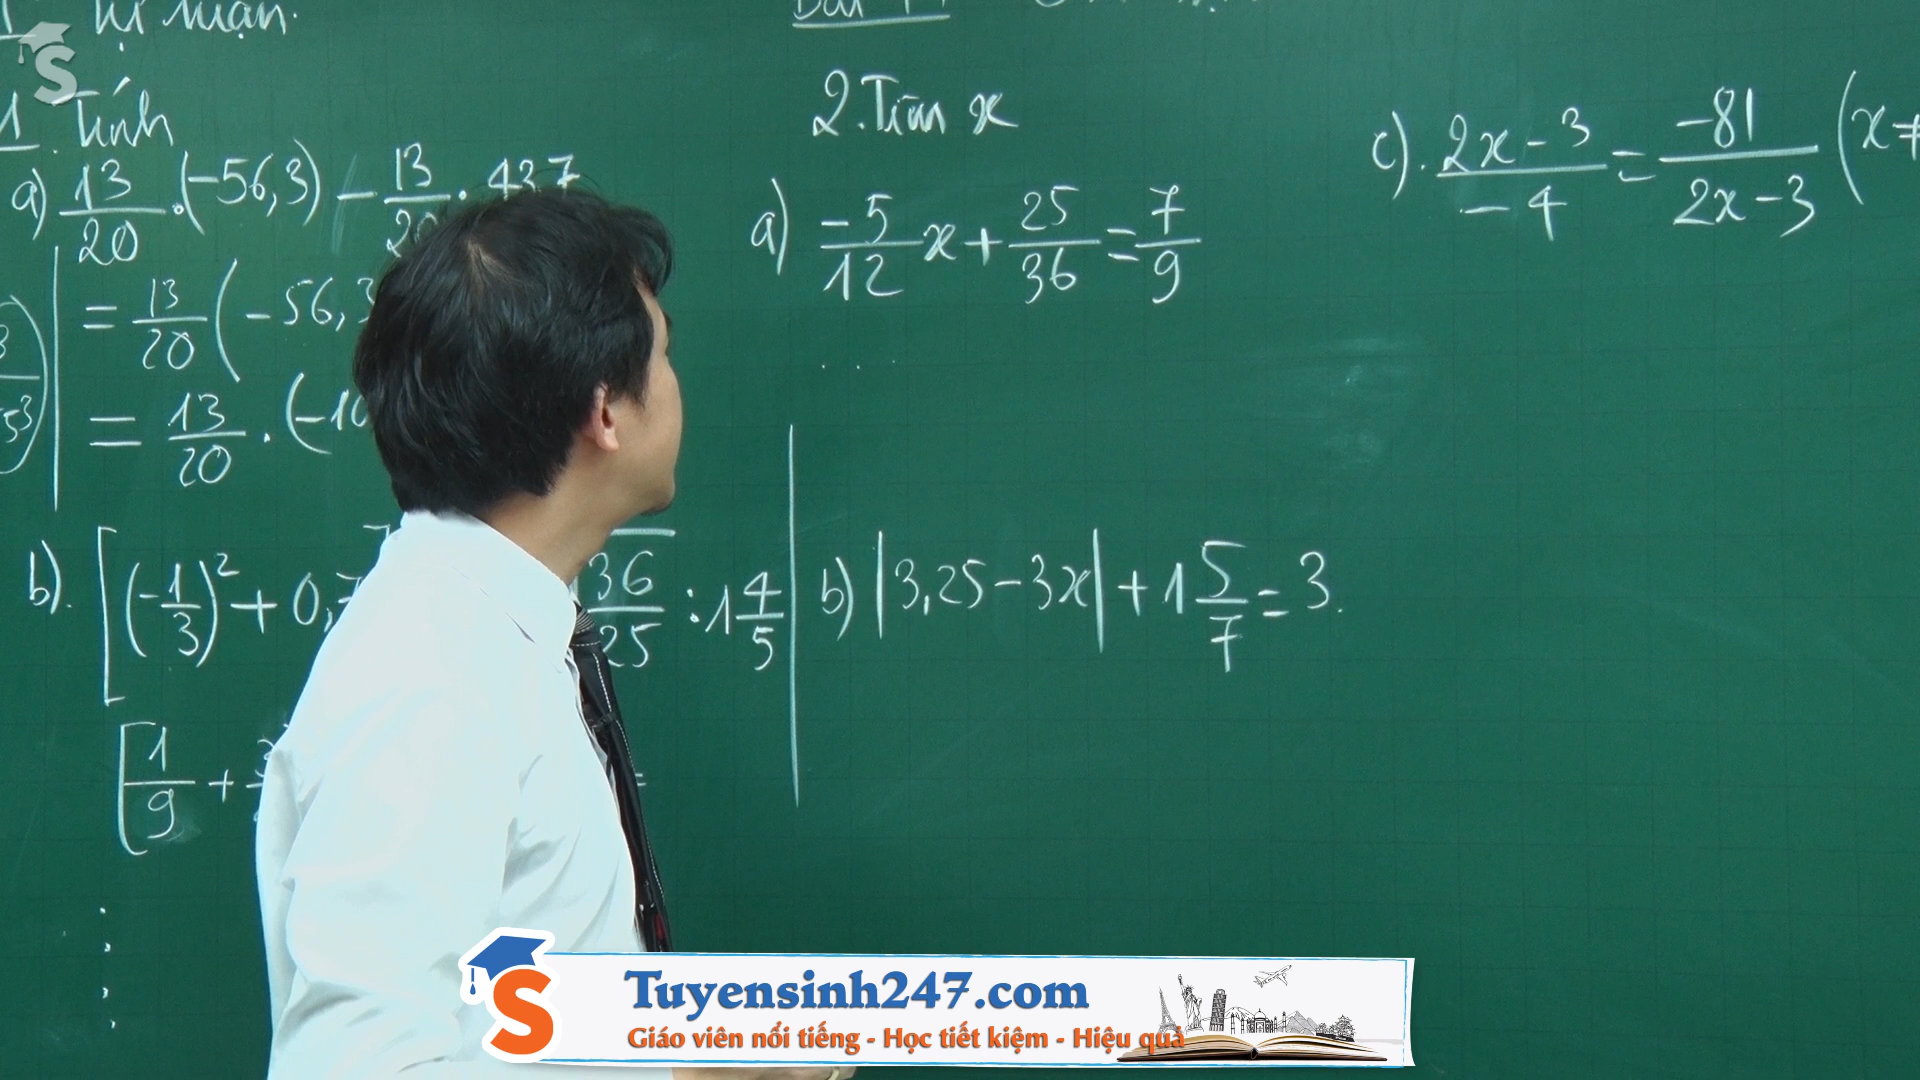 1. Tính
a) 13/20 . (-56,3) - 13/20 . 437
= 13/20 (-56,3
= 13/20 . (-10
b). [(-1/3)² + 0,7
36/25 : 1 4/5
[1/9 +
2. Tìm x
a) -5/12 x + 25/36 = 7/9
...
b) |3,25 - 3x| + 1 5/7 = 3.
c). 2x - 3/-4 = -81/2x - 3 (x
S
Tuyensinh247.com
Giáo viên nổi tiếng - Học tiết kiệm - Hiệu quả